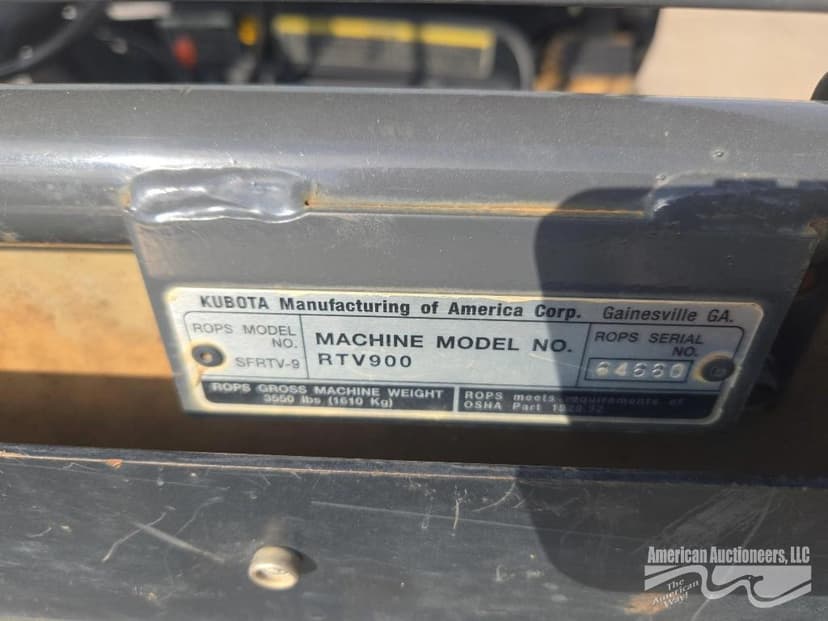 KUBOTA Manufacturing of America Corp. Gainesville GA.
ROPS MODEL NO.
SFRTV-9
MACHINE MODEL NO.
RTV900
ROPS SERIAL NO.
64660
ROPS GROSS MACHINE WEIGHT
3550 lbs (1610 Kg)
ROPS meets requirements of
OSHA Part
American Auctioneers, LLC
The
American
Way!